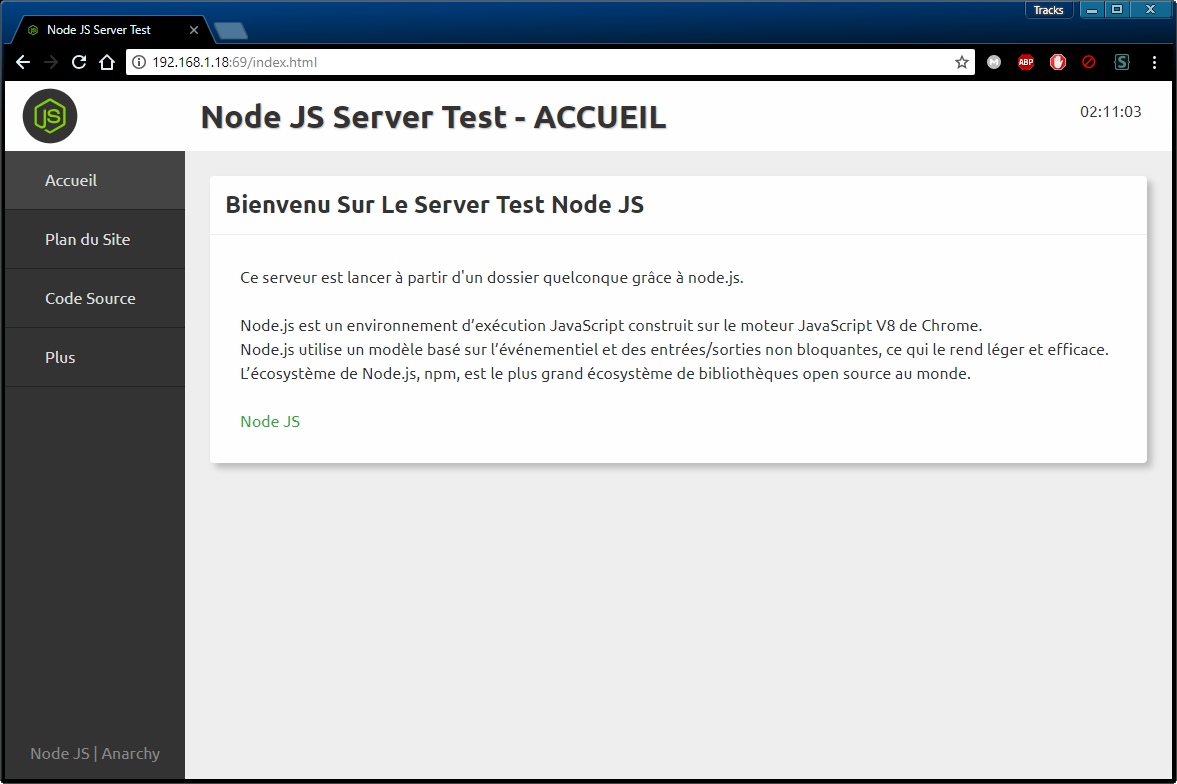 Tracks
Node JS Server Test
192.168.1.18:69/index.html
ABP
JS
Node JS Server Test - ACCUEIL
02:11:03
Accueil
Plan du Site
Code Source
Plus
Bienvenu Sur Le Server Test Node JS
Ce serveur est lancer à partir d'un dossier quelconque grâce à node.js.
Node.js est un environnement d’exécution JavaScript construit sur le moteur JavaScript V8 de Chrome.
Node.js utilise un modèle basé sur l’événementiel et des entrées/sorties non bloquantes, ce qui le rend léger et efficace.
L’écosystème de Node.js, npm, est le plus grand écosystème de bibliothèques open source au monde.
Node JS
Node JS | Anarchy